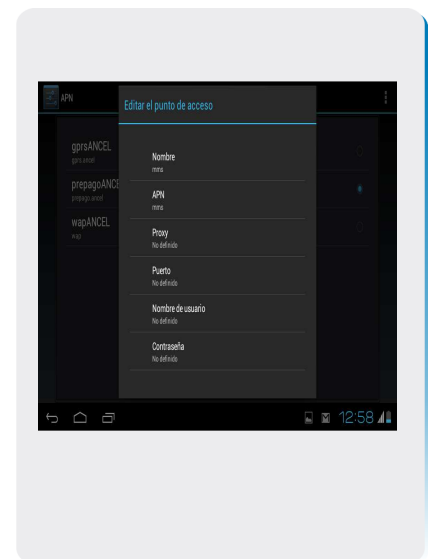 APN
Editar el punto de acceso
gprsANCEL
gprs.ancel
prepagoANCE
prepago.ancel
wapANCEL
wap
Nombre
mms
APN
mms
Proxy
No definido
Puerto
No definido
Nombre de usuario
No definido
Contraseña
No definido
12:58